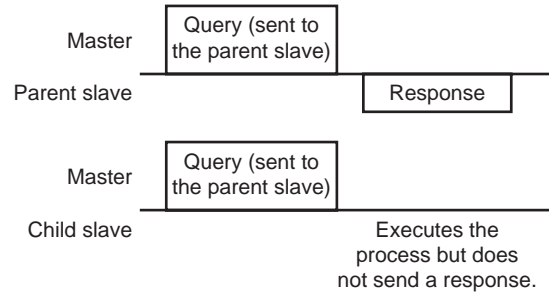 Master
Query (sent to
the parent slave)
Parent slave
Response
Master
Query (sent to
the parent slave)
Child slave
Executes the
process but does
not send a response.